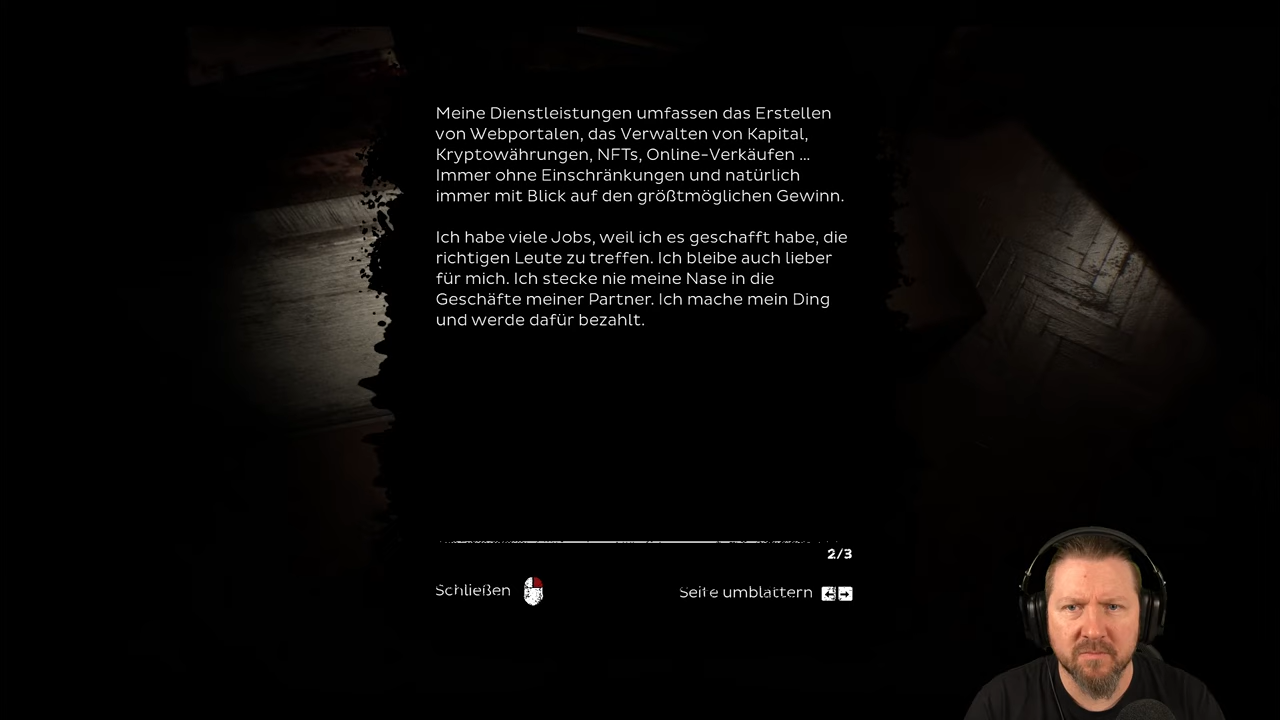 Meine Dienstleistungen umfassen das Erstellen
von Webportalen, das Verwalten von Kapital,
Kryptowährungen, NFTs, Online-Verkäufen ...
Immer ohne Einschränkungen und natürlich
immer mit Blick auf den größtmöglichen Gewinn.
Ich habe viele Jobs, weil ich es geschafft habe, die
richtigen Leute zu treffen. Ich bleibe auch lieber
für mich. Ich stecke nie meine Nase in die
Geschäfte meiner Partner. Ich mache mein Ding
und werde dafür bezahlt.
2/3
Schließen
Seite umblättern